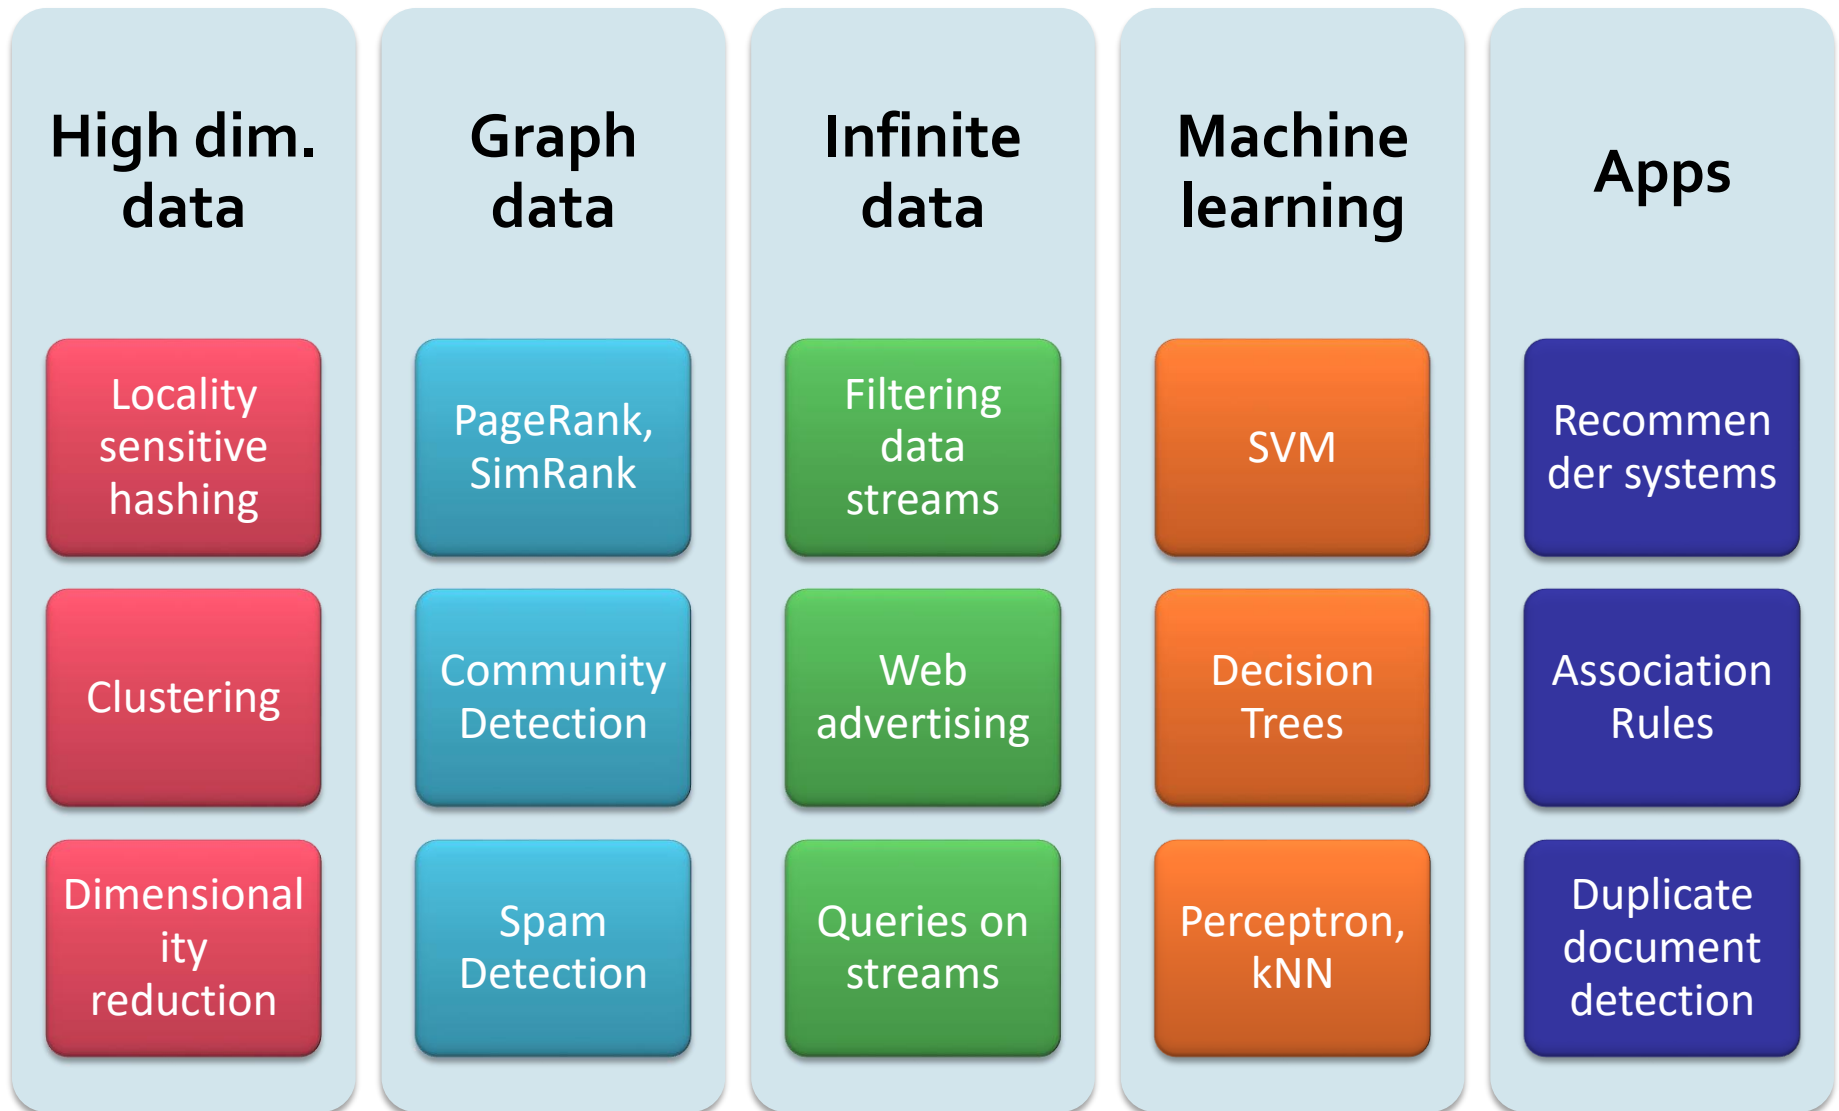 High dim.
data
Locality
sensitive
hashing
Clustering
Dimensional
ity
reduction
Graph
data
PageRank,
SimRank
Community
Detection
Spam
Detection
Infinite
data
Filtering
data
streams
Web
advertising
Queries on
streams
Machine
learning
SVM
Decision
Trees
Perceptron,
kNN
Apps
Recommen
der systems
Association
Rules
Duplicate
document
detection